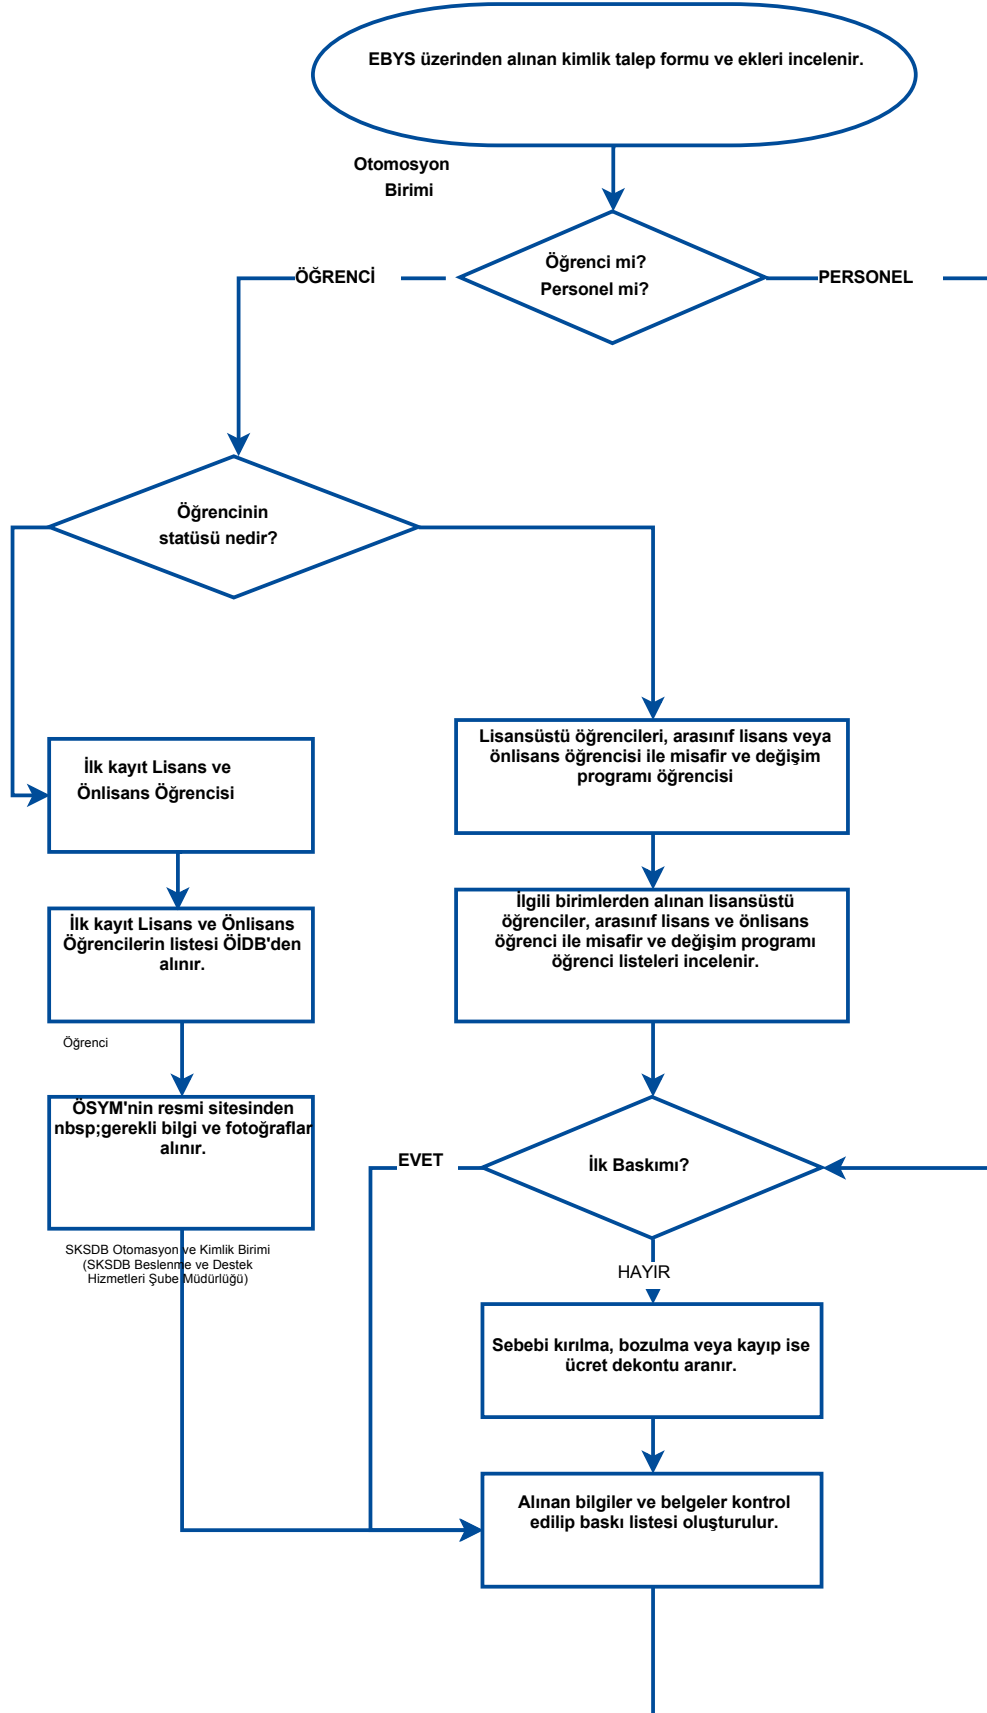 EBYS üzerinden alınan kimlik talep formu ve ekleri incelenir.
Otomosyon
Birimi
Öğrenci mi?
Personel mi?
ÖĞRENCİ
PERSONEL
Öğrencinin
statüsü nedir?
İlk kayıt Lisans ve
Önlisans Öğrencisi
Lisansüstü öğrencileri, arasınıf lisans veya
önlisans öğrencisi ile misafir ve değişim
programı öğrencisi
İlk kayıt Lisans ve Önlisans
Öğrencilerin listesi ÖİDB'den
alınır.
İlgili birimlerden alınan lisansüstü
öğrenciler, arasınıf lisans ve önlisans
öğrenci ile misafir ve değişim programı
öğrenci listeleri incelenir.
Öğrenci
ÖSYM'nin resmi sitesinden
nbsp;gerekli bilgi ve fotoğraflar
alınır.
EVET
İlk Baskımı?
SKSDB Otomasyon ve Kimlik Birimi
(SKSDB Beslenme ve Destek
Hizmetleri Şube Müdürlüğü)
HAYIR
Sebebi kırılma, bozulma veya kayıp ise
ücret dekontu aranır.
Alınan bilgiler ve belgeler kontrol
edilip baskı listesi oluşturulur.